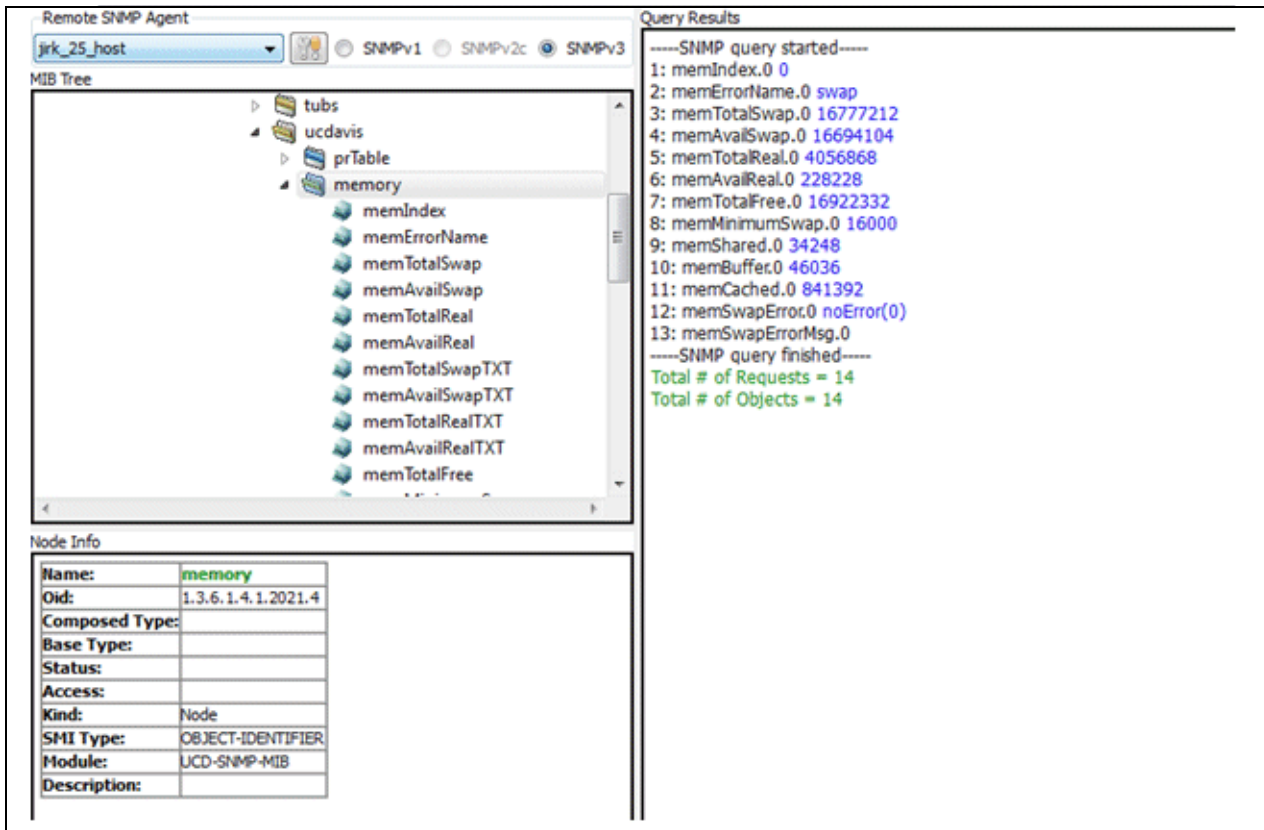 Remote SNMP Agent
jirk_25_host
SNMPv1
SNMPv2c
SNMPv3
MIB Tree
tubs
ucdavis
prTable
memory
memIndex
memErrorName
memTotalSwap
memAvailSwap
memTotalReal
memAvailReal
memTotalSwapTXT
memAvailSwapTXT
memTotalRealTXT
memAvailRealTXT
memTotalFree
Node Info
Name: memory
Oid: 1.3.6.1.4.1.2021.4
Composed Type:
Base Type:
Status:
Access:
Kind: Node
SMI Type: OBJECT-IDENTIFIER
Module: UCD-SNMP-MIB
Description:
Query Results
-----SNMP query started-----
1: memIndex.0 0
2: memErrorName.0 swap
3: memTotalSwap.0 16777212
4: memAvailSwap.0 16694104
5: memTotalReal.0 4056868
6: memAvailReal.0 228228
7: memTotalFree.0 16922332
8: memMinimumSwap.0 16000
9: memShared.0 34248
10: memBuffer.0 46036
11: memCached.0 841392
12: memSwapError.0 noError(0)
13: memSwapErrorMsg.0
-----SNMP query finished-----
Total # of Requests = 14
Total # of Objects = 14